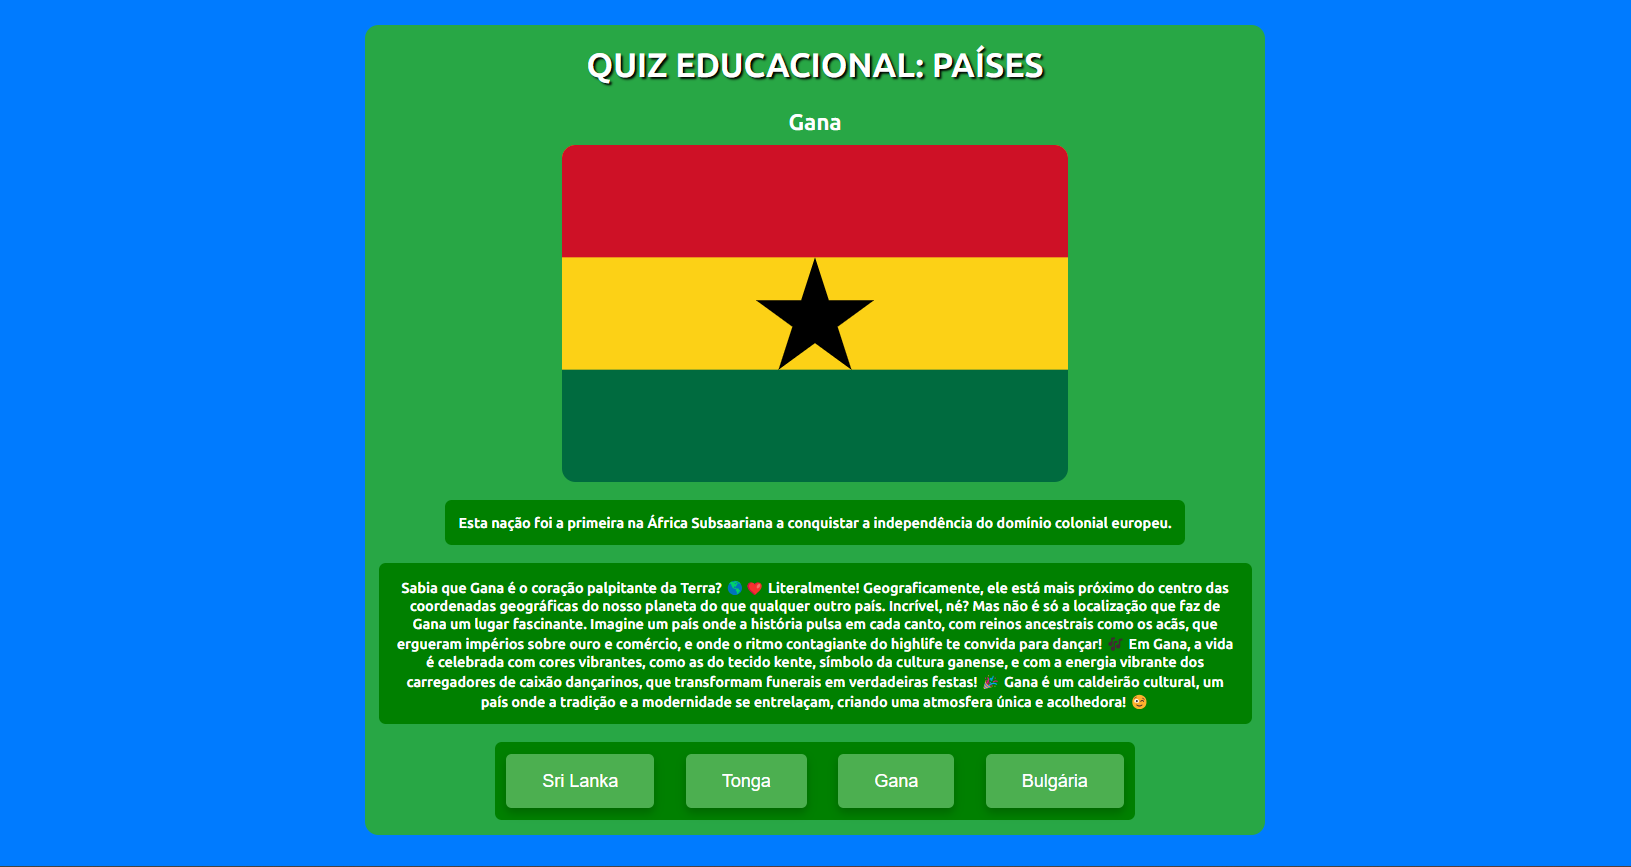 QUIZ EDUCACIONAL: PAÍSES
Gana
Esta nação foi a primeira na África Subsaariana a conquistar a independência do domínio colonial europeu.
Sabia que Gana é o coração palpitante da Terra? 🌎 ❤️ Literalmente! Geograficamente, ele está mais próximo do centro das
coordenadas geográficas do nosso planeta do que qualquer outro país. Incrível, né? Mas não é só a localização que faz de
Gana um lugar fascinante. Imagine um país onde a história pulsa em cada canto, com reinos ancestrais como os acãs, que
ergueram impérios sobre ouro e comércio, e onde o ritmo contagiante do highlife te convida para dançar! 🎶 Em Gana, a vida
é celebrada com cores vibrantes, como as do tecido kente, símbolo da cultura ganense, e com a energia vibrante dos
carregadores de caixão dançarinos, que transformam funerais em verdadeiras festas! 🎉 Gana é um caldeirão cultural, um
país onde a tradição e a modernidade se entrelaçam, criando uma atmosfera única e acolhedora! 😉
Sri Lanka
Tonga
Gana
Bulgária